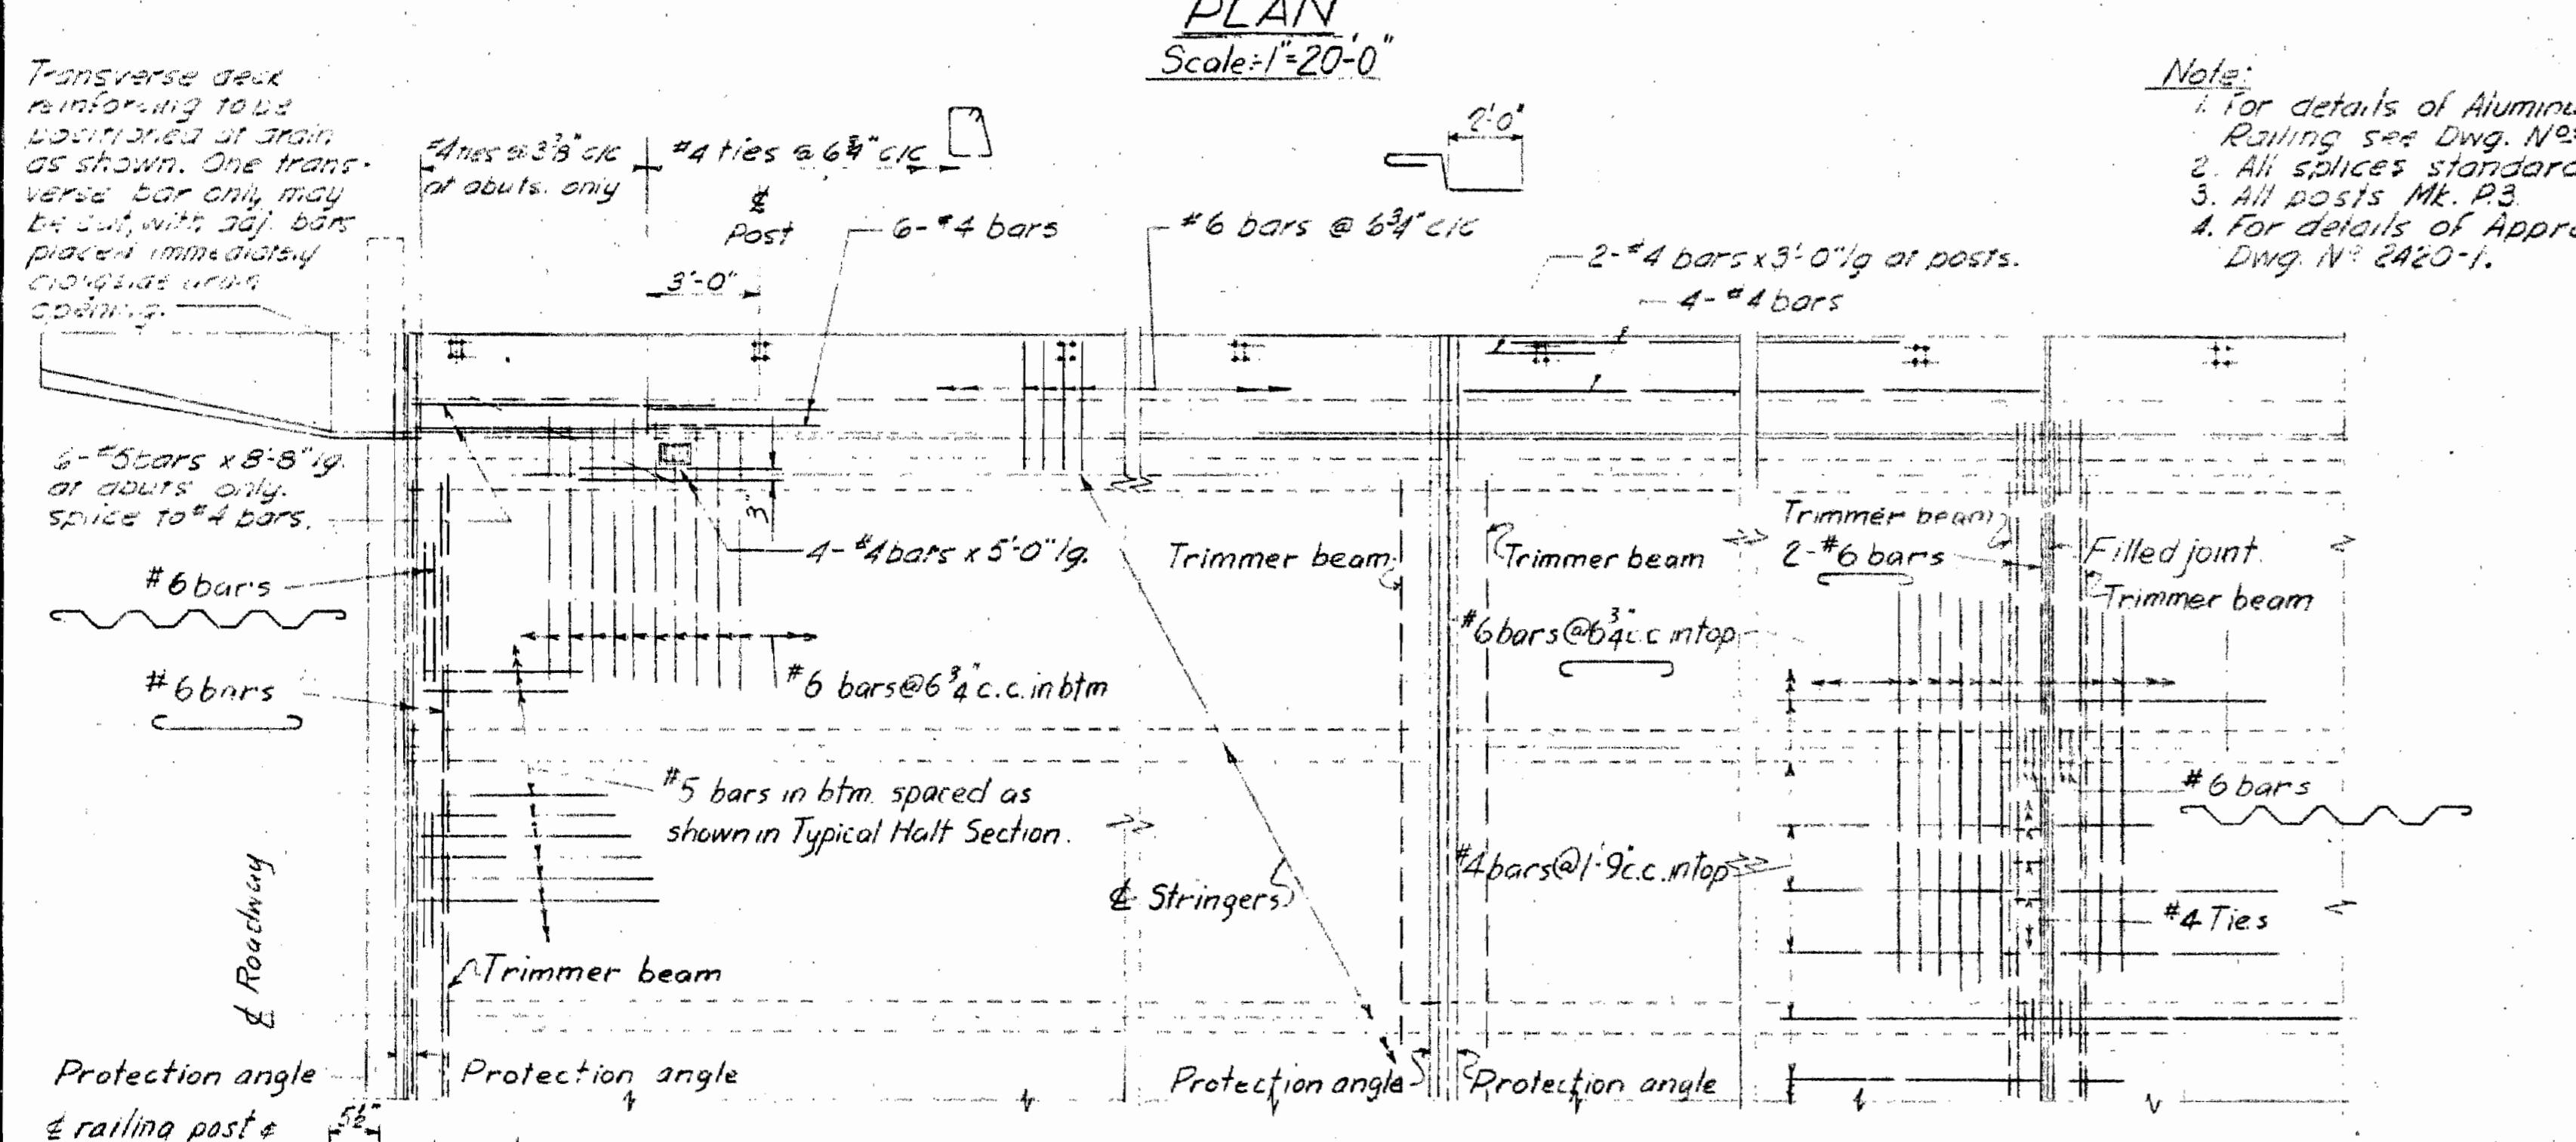 PLAN
Scale:-1"=20'-0"
Transverse deck
reinforcing to be
positioned at drain
as shown. One trans-
verse bar only may
be cut, with adj. bars
placed immediately
alongside drain
opening.
#4 ties @ 3⅜" c/c
at abuts. only
#4 ties @ 6¾" c/c
℄
Post
3'-0"
6-#4 bars
#6 bars @ 6¾" c/c
2'-0"
2-#4 bars x 3'-0" lg at posts.
4-#4 bars
Note:
1. For details of Aluminu
Railing see Dwg. Nos
2. All splices standard
3. All posts Mk. P.3.
4. For details of Appro
Dwg. Nº 2420-1.
6-#5 bars x 8'-8" lg.
at abuts only.
splice to #4 bars.
3"
4-#4 bars x 5'-0" lg.
#6 bars
#6 bars
#6 bars @ 6¾" c.c. in btm
#5 bars in btm. spaced as
shown in Typical Half Section.
Trimmer beam
Trimmer beam
Trimmer beam
2-#6 bars
Filled joint.
Trimmer beam
#6 bars @ 6¾" c.c in top
#6 bars
#4 bars @ 1'-9" c.c. in top
℄ Stringers
#4 Ties
℄ Roadway
Trimmer beam
Protection angle
Protection angle
Protection angle
Protection angle
℄ railing post &
5½"